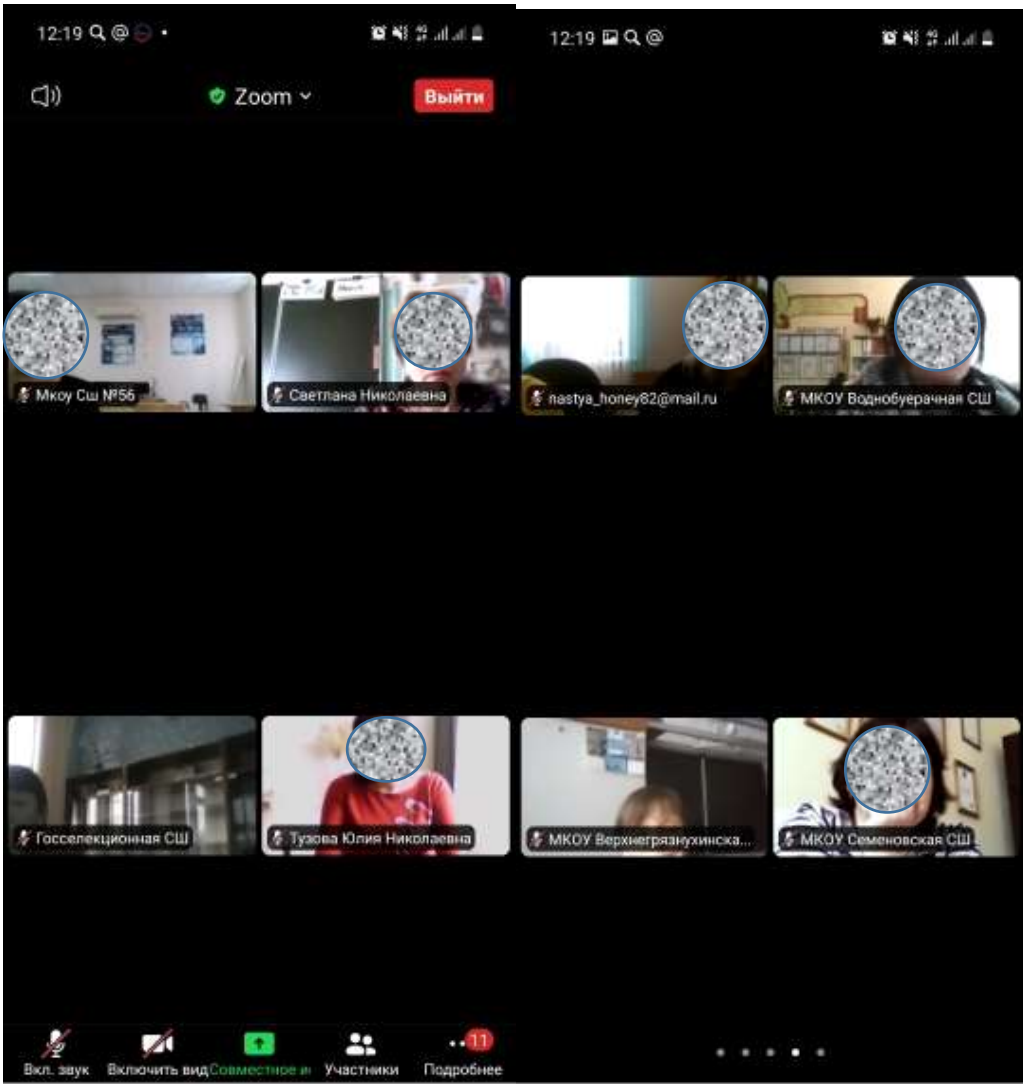 12:19
Zoom
Выйти
Мкоу Сш №56
Светлана Николаевна
Госселекционная СШ
Тузова Юлия Николаевна
11
Вкл. звук
Включить вид
Совместное и
Участники
Подробнее
12:19
nastya_honey82@mail.ru
МКОУ Воднобуерачная СШ
МКОУ Верхнегрязнухинска...
МКОУ Семеновская СШ